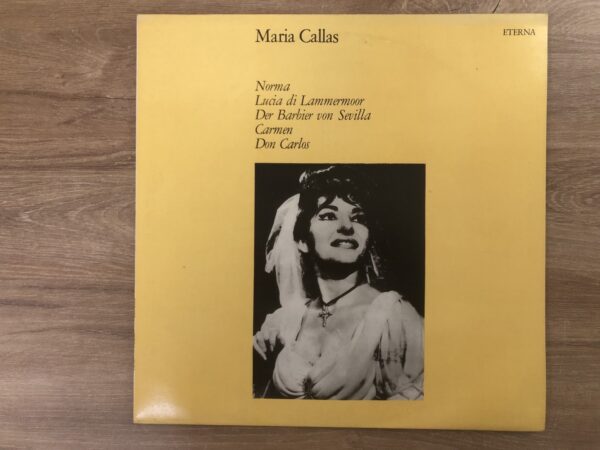 Maria Callas
ETERNA
Norma
Lucia di Lammermoor
Der Barbier von Sevilla
Carmen
Don Carlos